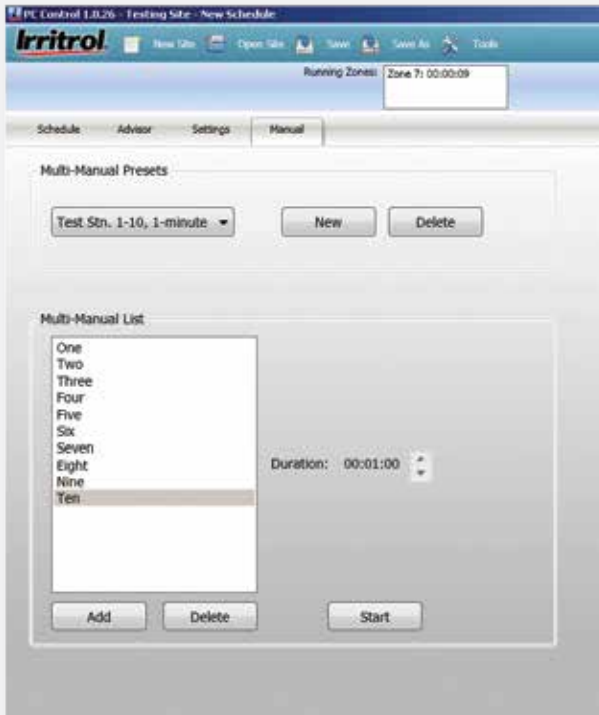 PC Control 1.0.26 - Testing Site - New Schedule
Irritrol New Site Open Site Save Save As Tools
Running Zones: Zone 7: 00:00:09
Schedule Advisor Settings Manual
Multi-Manual Presets
Test Stn. 1-10, 1-minute New Delete
Multi-Manual List
One
Two
Three
Four
Five
Six
Seven
Eight
Nine
Ten
Duration: 00:01:00
Add Delete Start